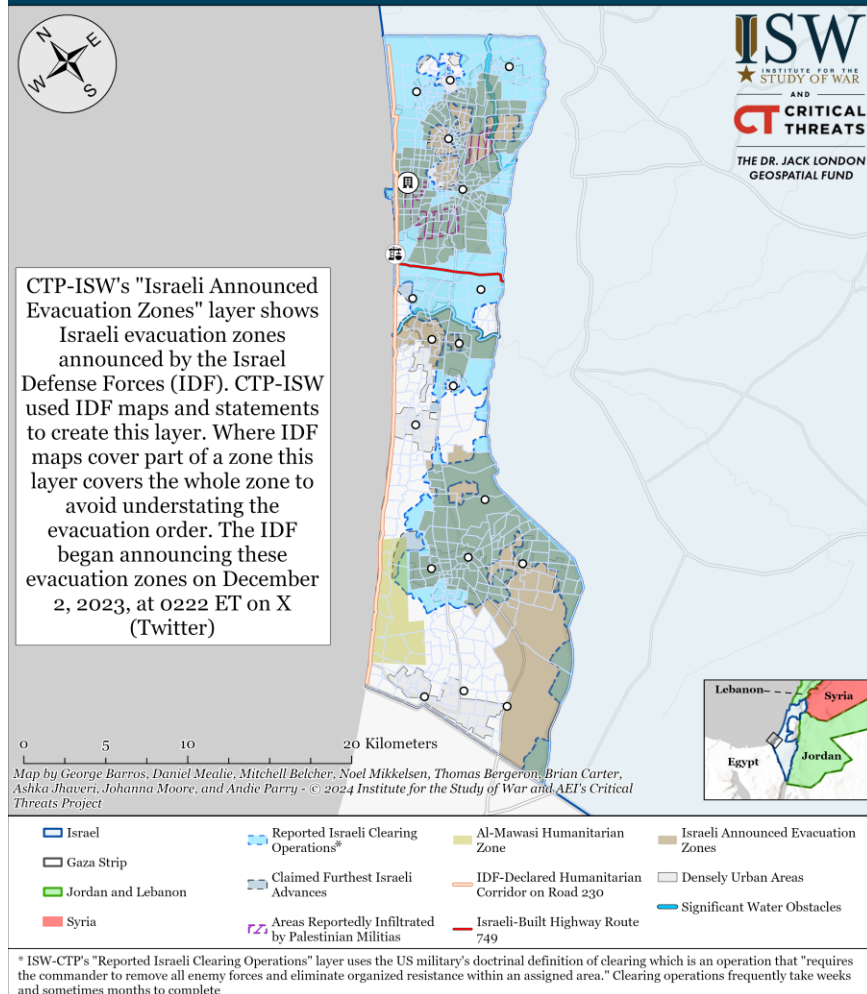 N
E
W
S
ISW
INSTITUTE FOR THE
STUDY OF WAR
AND
CT CRITICAL
THREATS
THE DR. JACK LONDON
GEOSPATIAL FUND
CTP-ISW's "Israeli Announced
Evacuation Zones" layer shows
Israeli evacuation zones
announced by the Israel
Defense Forces (IDF). CTP-ISW
used IDF maps and statements
to create this layer. Where IDF
maps cover part of a zone this
layer covers the whole zone to
avoid understating the
evacuation order. The IDF
began announcing these
evacuation zones on December
2, 2023, at 0222 ET on X
(Twitter)
Lebanon
Syria
Egypt
Jordan
0 5 10 20 Kilometers
Map by George Barros, Daniel Mealie, Mitchell Belcher, Noel Mikkelsen, Thomas Bergeron, Brian Carter,
Ashka Jhaveri, Johanna Moore, and Andie Parry - © 2024 Institute for the Study of War and AEI's Critical
Threats Project
Israel
Gaza Strip
Jordan and Lebanon
Syria
Reported Israeli Clearing
Operations*
Claimed Furthest Israeli
Advances
Areas Reportedly Infiltrated
by Palestinian Militias
Al-Mawasi Humanitarian
Zone
IDF-Declared Humanitarian
Corridor on Road 230
Israeli-Built Highway Route
749
Israeli Announced Evacuation
Zones
Densely Urban Areas
Significant Water Obstacles
* ISW-CTP's "Reported Israeli Clearing Operations" layer uses the US military's doctrinal definition of clearing which is an operation that "requires
the commander to remove all enemy forces and eliminate organized resistance within an assigned area." Clearing operations frequently take weeks
and sometimes months to complete